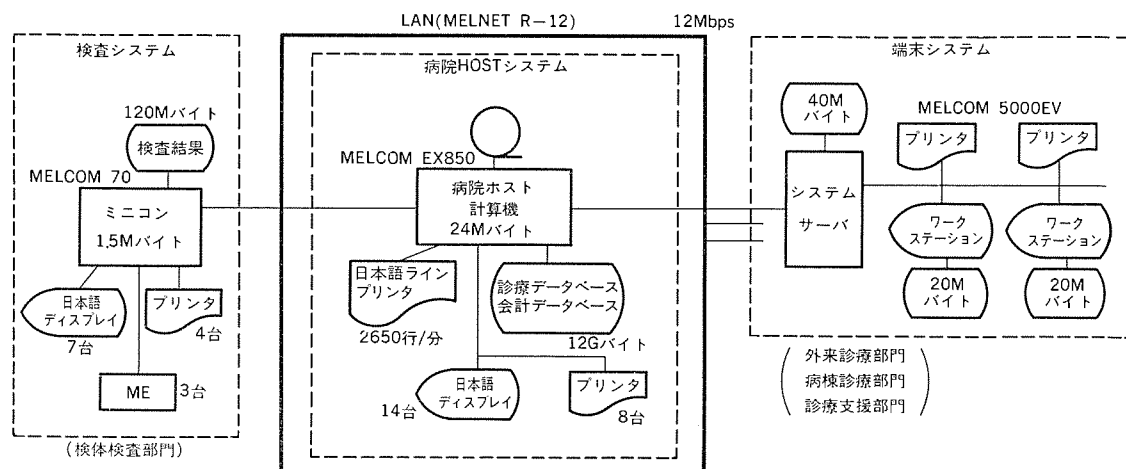 LAN(MELNET R−12) 12Mbps
検査システム
120Mバイト
検査結果
MELCOM 70
ミニコン
1.5Mバイト
日本語
ディスプレイ
7台
プリンタ
4台
ME
3台
(検体検査部門)
病院HOSTシステム
MELCOM EX850
病院ホスト
計算機
24Mバイト
日本語ライン
プリンタ
2650行/分
診療データベース
会計データベース
12Gバイト
日本語
ディスプレイ
14台
プリンタ
8台
端末システム
40M
バイト
MELCOM 5000EV
プリンタ
プリンタ
システム
サーバ
ワーク
ステーション
ワーク
ステーション
20M
バイト
20M
バイト
外来診療部門
病棟診療部門
診療支援部門